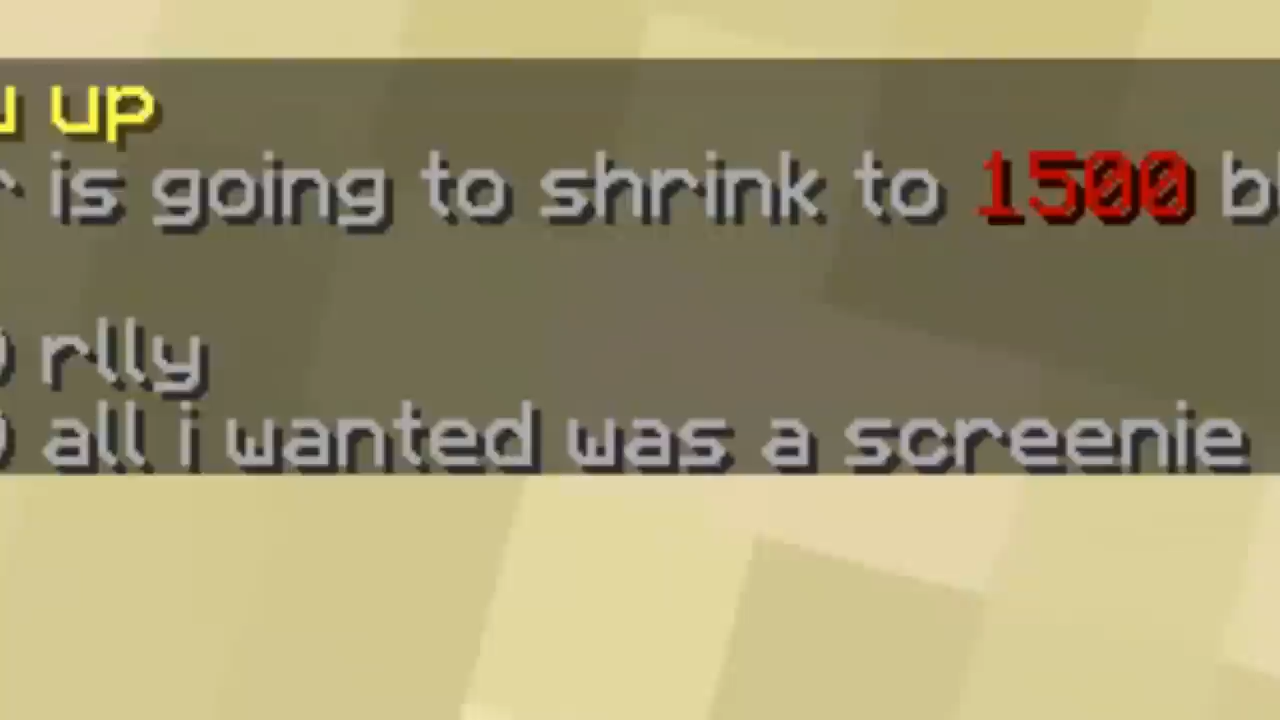 up
is going to shrink to 1500
rlly
all i wanted was a screenie